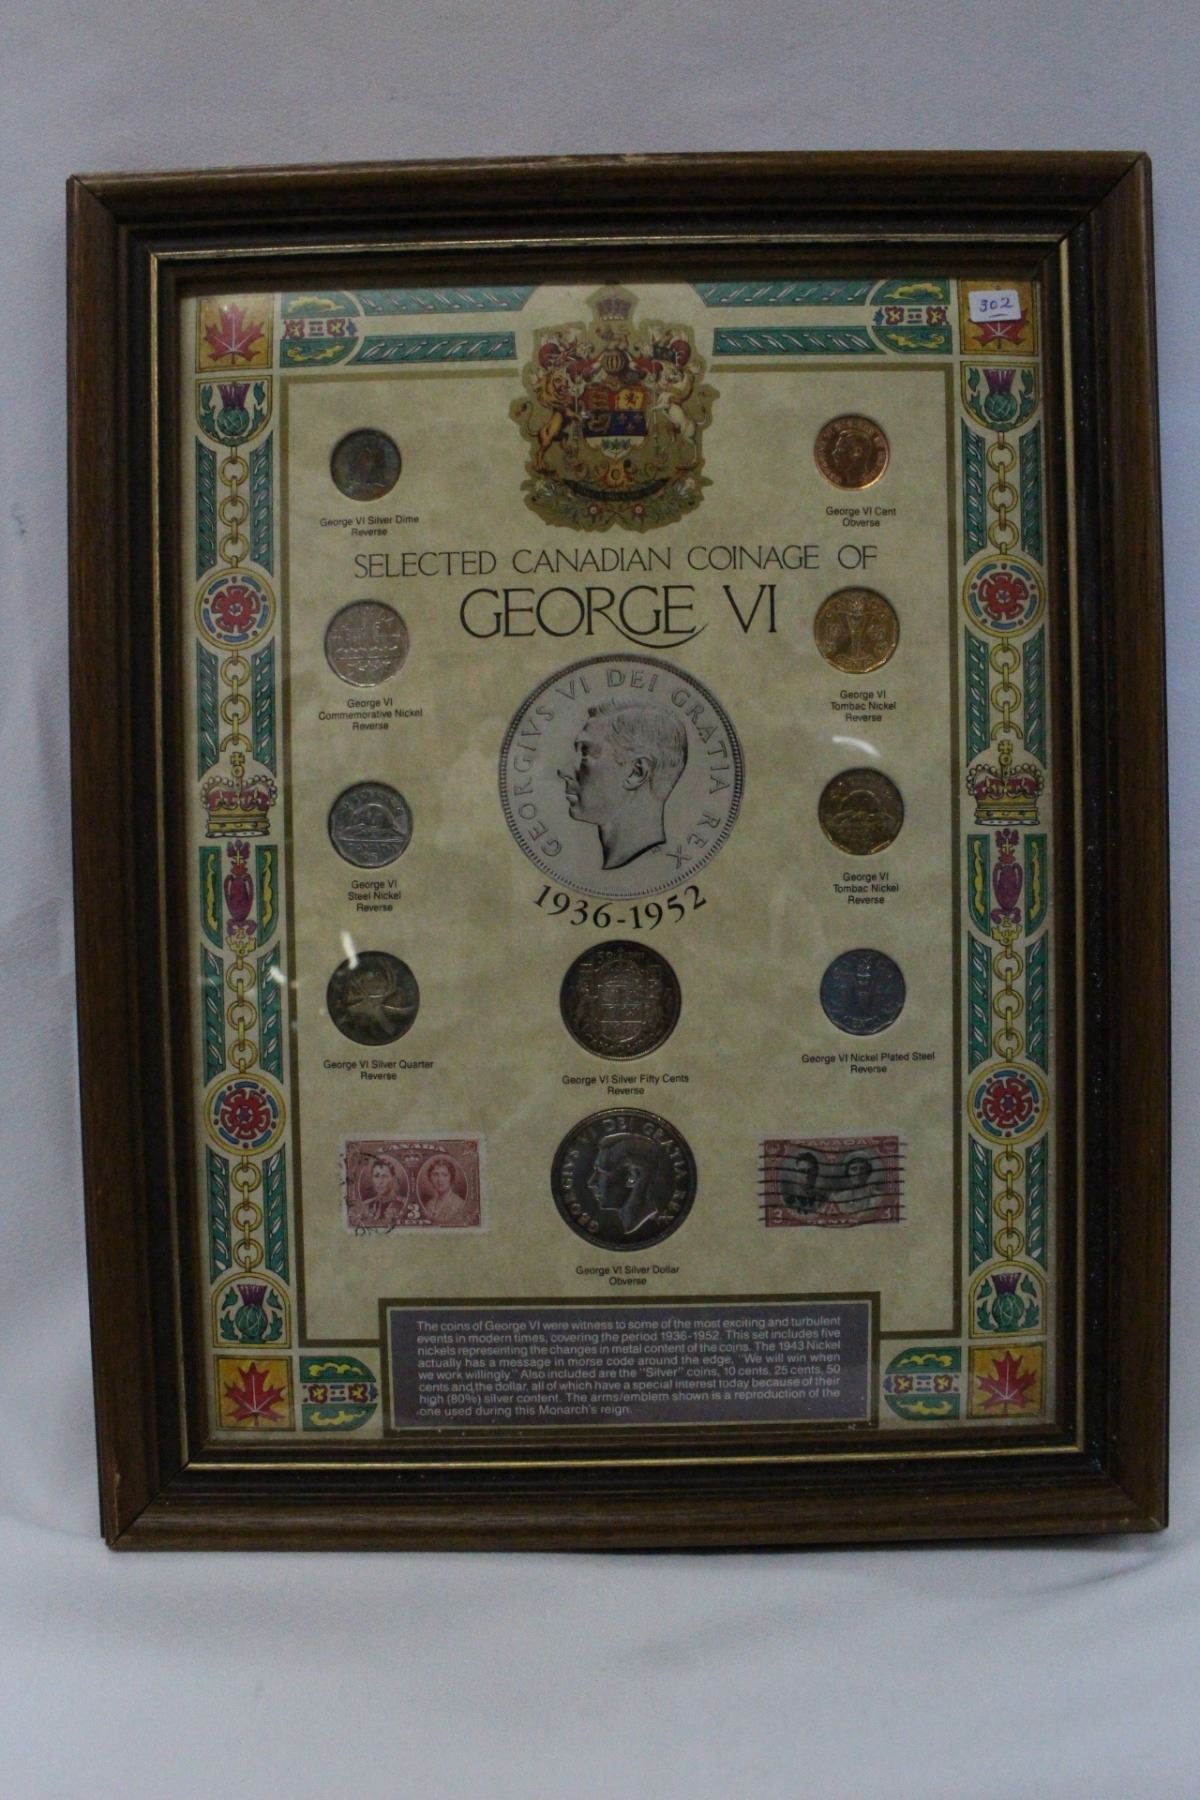 302
George VI Silver Dime
Reverse
George VI Cent
Obverse
SELECTED CANADIAN COINAGE OF
GEORGE VI
George VI
Commemorative Nickel
Reverse
George VI
Tombac Nickel
Reverse
GEORGIVS VI DEI GRATIA REX
1936-1952
George VI
Steel Nickel
Reverse
George VI
Tombac Nickel
Reverse
George VI Silver Quarter
Reverse
George VI Silver Fifty Cents
Reverse
George VI Nickel Plated Steel
Reverse
CANADA
3
CENTS
GEORGIVS VI DEI GRATIA REX
CANADA
3 CENTS 3
George VI Silver Dollar
Obverse
The coins of George VI were witness to some of the most exciting and turbulent
events in modern times, covering the period 1936-1952. This set includes five
nickels representing the changes in metal content of the coins. The 1943 Nickel
actually has a message in morse code around the edge, "We will win when
we work willingly." Also included are the "Silver" coins, 10 cents, 25 cents, 50
cents and the dollar, all of which have a special interest today because of their
high (80%) silver content. The arms/emblem shown is a reproduction of the
one used during this Monarch's reign.